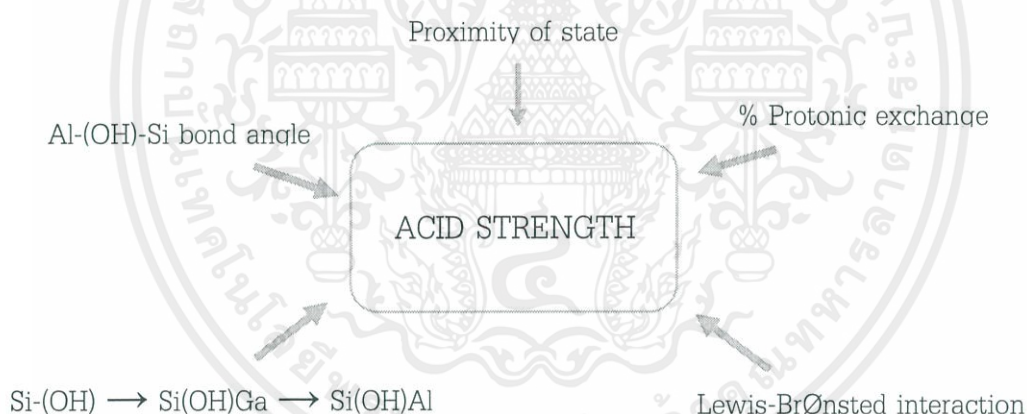 Proximity of state
% Protonic exchange
Al-(OH)-Si bond angle
ACID STRENGTH
Si-(OH) → Si(OH)Ga → Si(OH)Al
Lewis-BrØnsted interaction